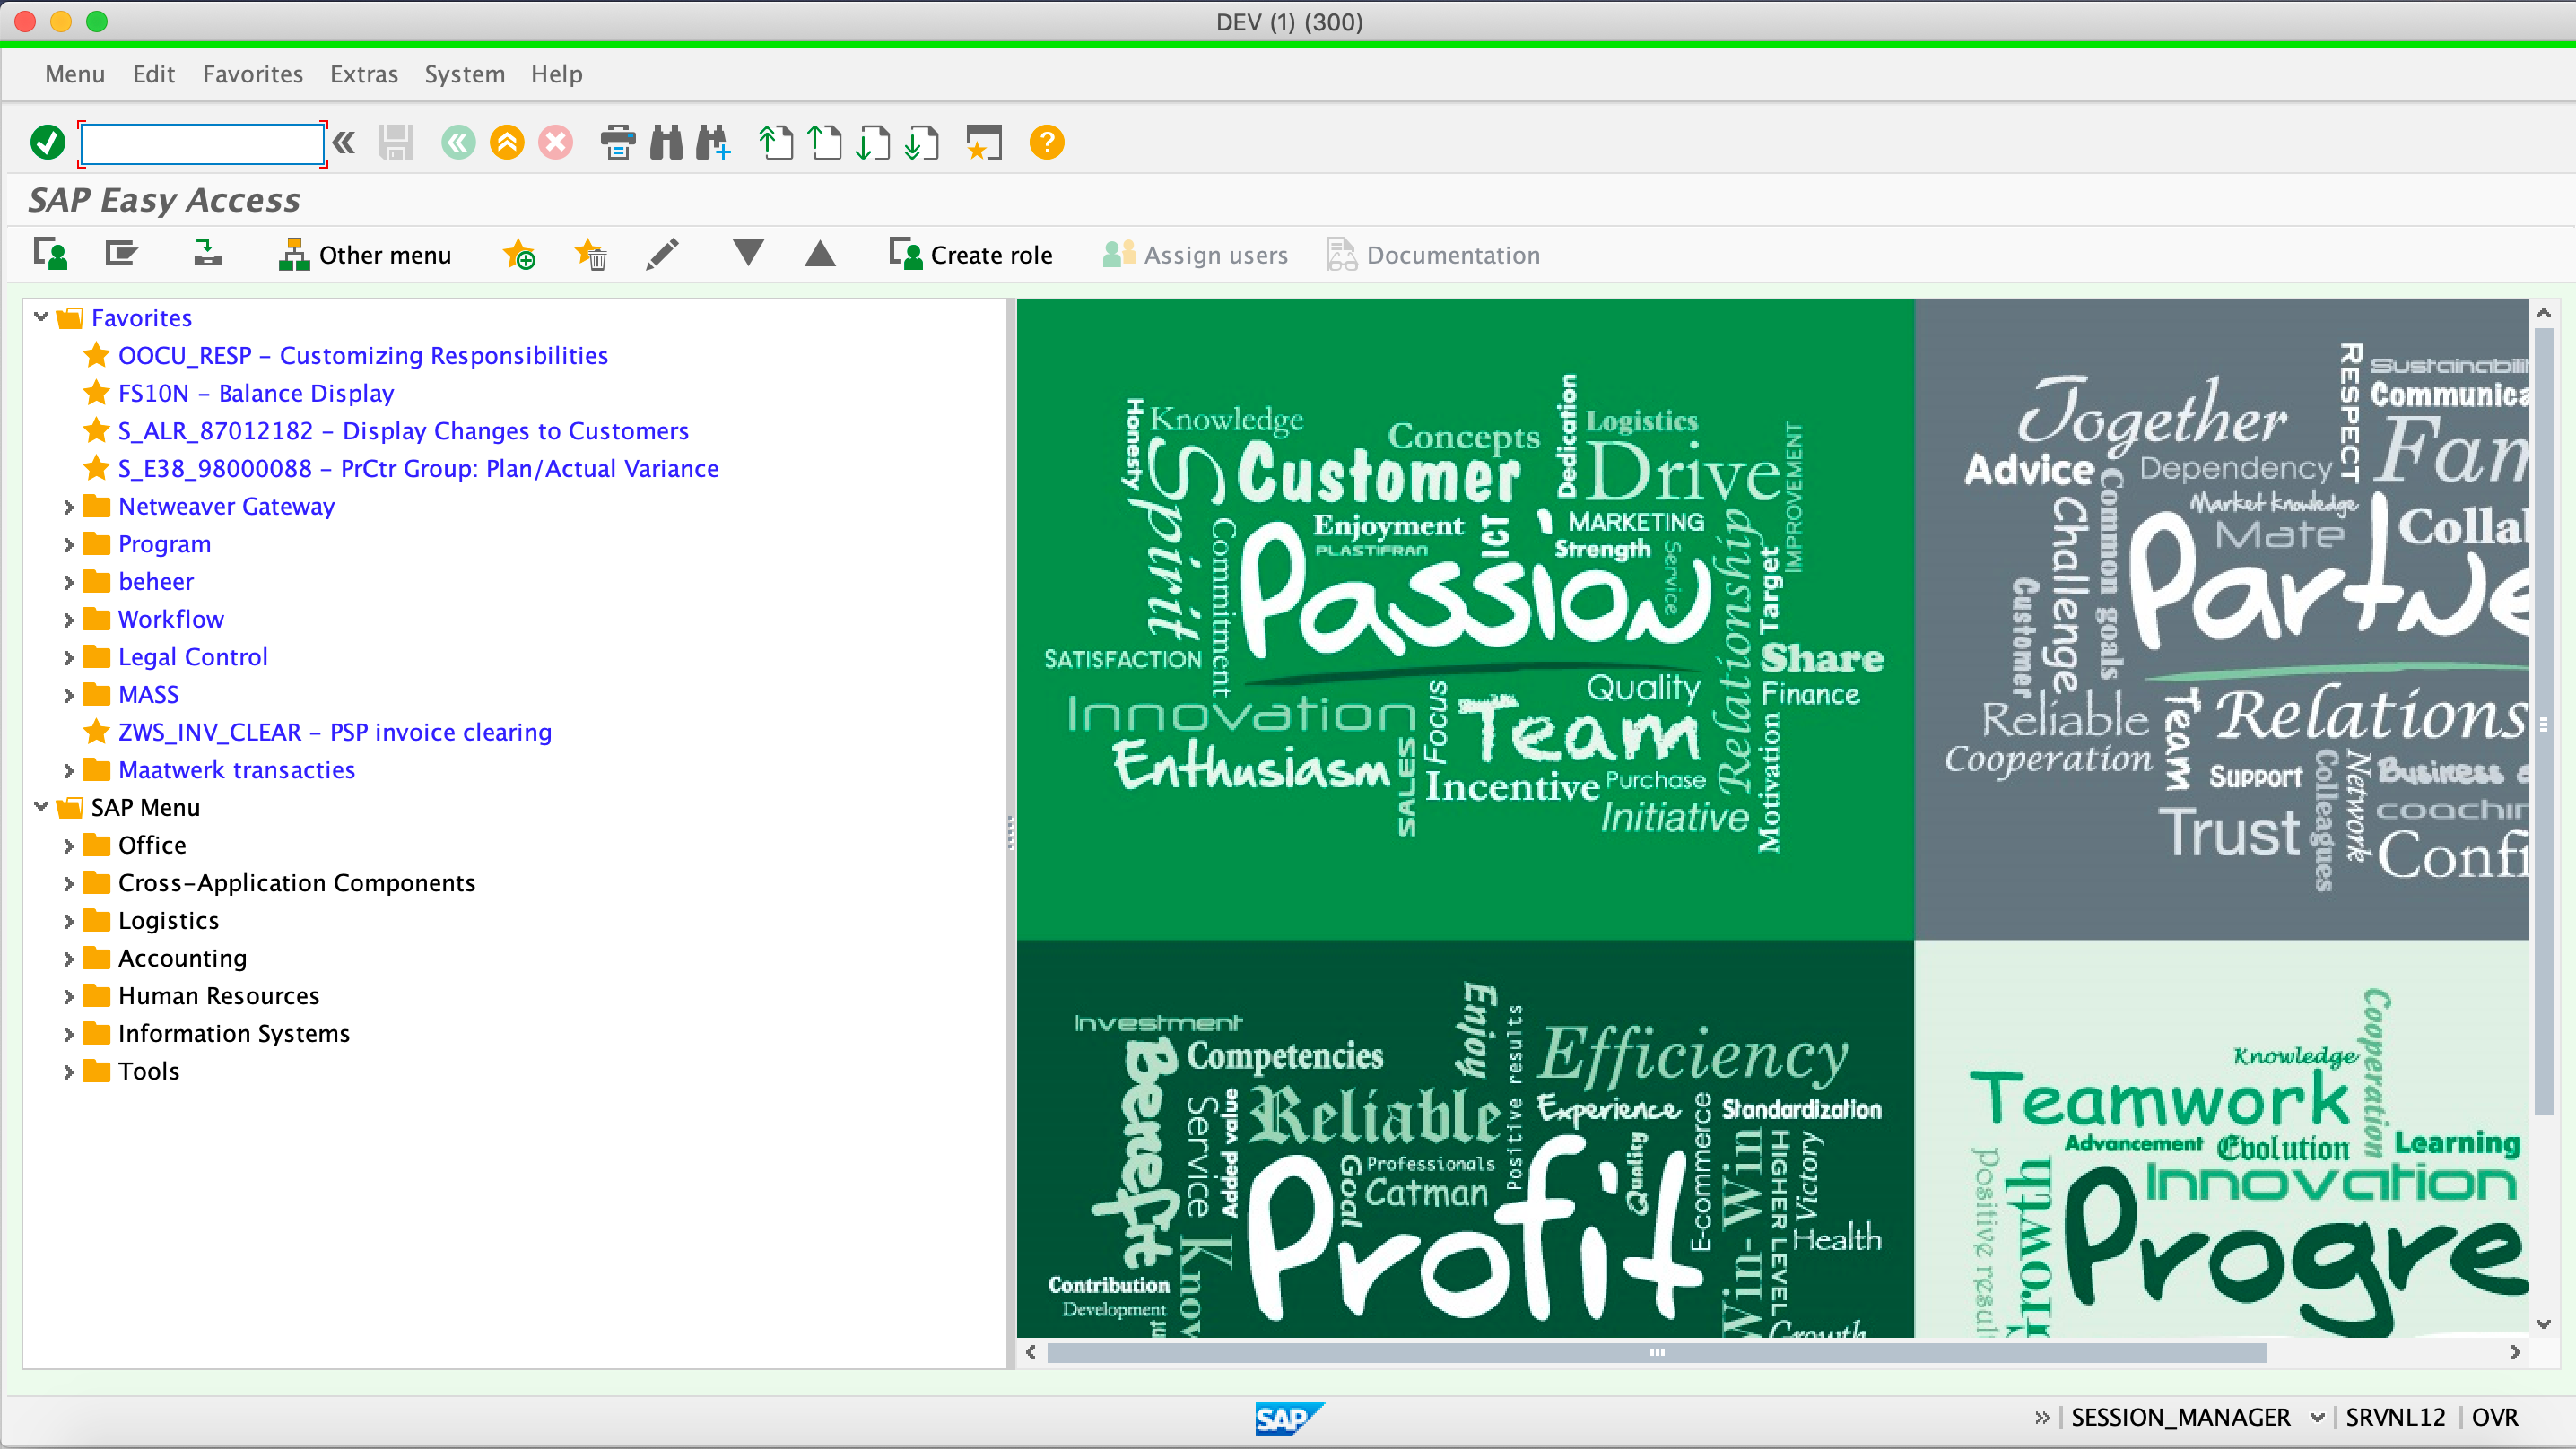 DEV (1) (300)
Menu Edit Favorites Extras System Help
SAP Easy Access
Other menu Create role Assign users Documentation
Favorites
OOCU_RESP - Customizing Responsibilities
FS10N - Balance Display
S_ALR_87012182 - Display Changes to Customers
S_E38_98000088 - PrCtr Group: Plan/Actual Variance
Netweaver Gateway
Program
beheer
Workflow
Legal Control
MASS
ZWS_INV_CLEAR - PSP invoice clearing
Maatwerk transacties
SAP Menu
Office
Cross-Application Components
Logistics
Accounting
Human Resources
Information Systems
Tools
Honesty
Knowledge
Concepts
Dedication
Logistics
Spirit
Customer
Drive
IMPROVEMENT
Commitment
Enjoyment
PLASTIFRAN
ICT
MARKETING
Strength
Service
Passion
Relationship
Target
SATISFACTION
Share
Innovation
Focus
Quality
Finance
Team
Enthusiasm
SALES
Incentive
Purchase
Initiative
Motivation
RESPECT
Sustainabili
Communica
Together
Fam
Advice
Dependency
Common goals
Market knowledge
Challenge
Mate
Collab
Customer
Partne
Reliable
Team
Relations
Cooperation
Support
Colleagues
Network
Business
coachin
Trust
Confi
Investment
Enjoy
Positive results
Efficiency
Benefit
Competencies
Service
Added value
Reliable
Experience
E-commerce
Standardization
Goal
Professionals
Catman
Quality
Win-Win
HIGHER LEVEL
Victory
Profit
Health
Know
Contribution
Development
Growth
Cooperation
Knowledge
Teamwork
Advancement
Evolution
Learning
positive resul
Growth
Innovation
Progre
SAP
SESSION_MANAGER SRVNL12 OVR